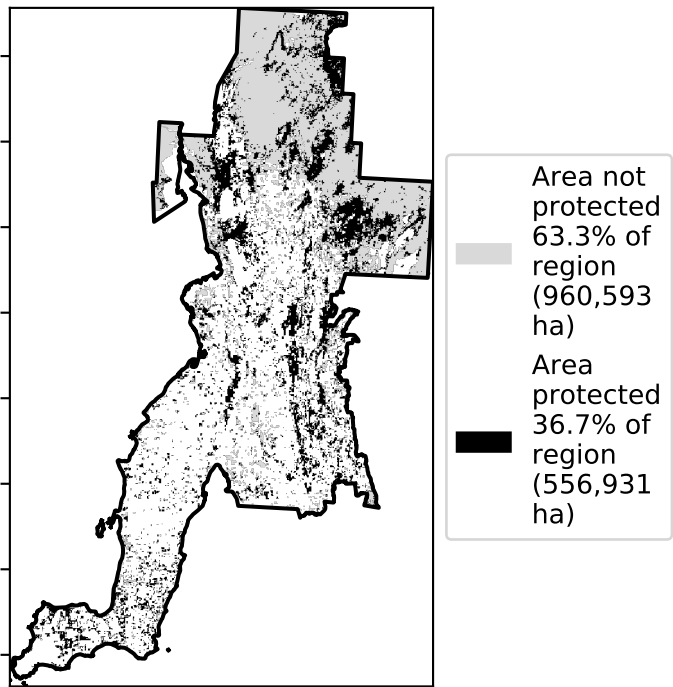 Area not
protected
63.3% of
region
(960,593
ha)
Area
protected
36.7% of
region
(556,931
ha)